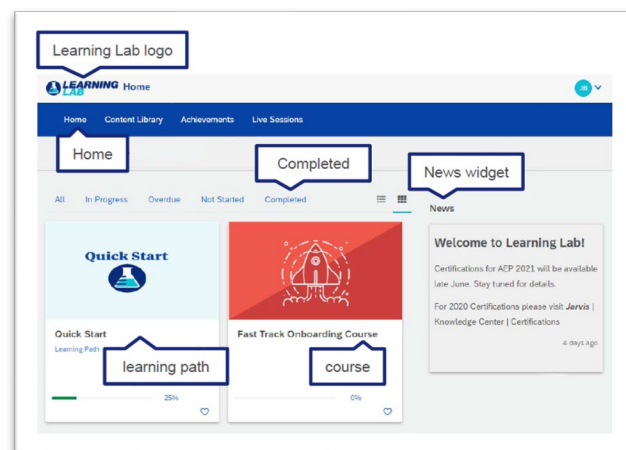 Learning Lab logo
LEARNING LAB Home
JB
Home Content Library Achievements Live Sessions
Home
Completed
News widget
All In Progress Overdue Not Started Completed
News
Quick Start
Welcome to Learning Lab!
Certifications for AEP 2021 will be available
late June. Stay tuned for details.
For 2020 Certifications please visit Jarvis |
Knowledge Center | Certifications
4 days ago
Quick Start
Learning Path
learning path
25%
Fast Track Onboarding Course
course
0%